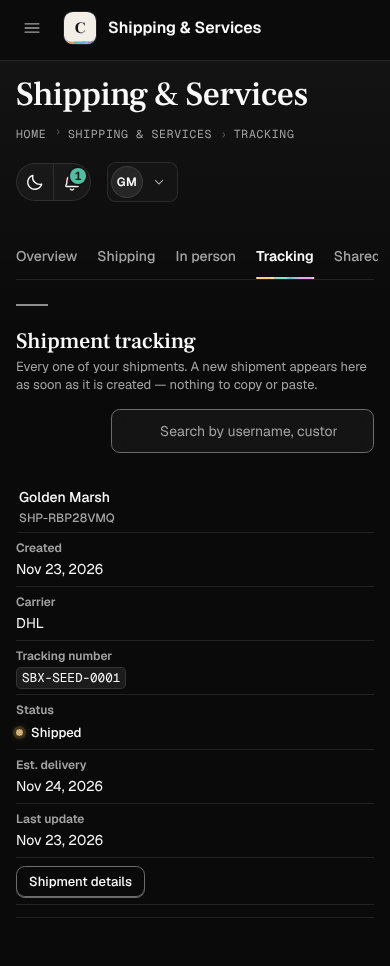 C
Shipping & Services
Shipping & Services
HOME › SHIPPING & SERVICES › TRACKING
1
GM
Overview Shipping In person Tracking Shared
Shipment tracking
Every one of your shipments. A new shipment appears here
as soon as it is created — nothing to copy or paste.
Search by username, custor
Golden Marsh
SHP-RBP28VMQ
Created
Nov 23, 2026
Carrier
DHL
Tracking number
SBX-SEED-0001
Status
Shipped
Est. delivery
Nov 24, 2026
Last update
Nov 23, 2026
Shipment details